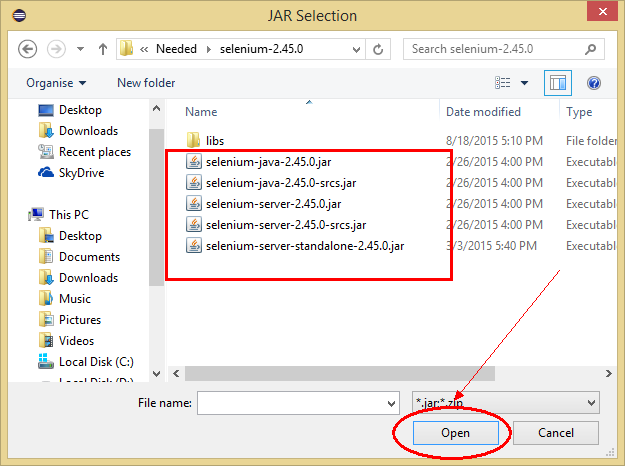 JAR Selection
« Needed selenium-2.45.0
Search selenium-2.45.0
Organise New folder
Name Date modified Type
Desktop
Downloads
Recent places
SkyDrive
This PC
Desktop
Documents
Downloads
Music
Pictures
Videos
Local Disk (C:)
Local Disk (D:)
libs 8/18/2015 5:10 PM File folder
selenium-java-2.45.0.jar 2/26/2015 4:00 PM Executabl
selenium-java-2.45.0-srcs.jar 2/26/2015 4:00 PM Executabl
selenium-server-2.45.0.jar 2/26/2015 4:00 PM Executabl
selenium-server-2.45.0-srcs.jar 2/26/2015 4:00 PM Executabl
selenium-server-standalone-2.45.0.jar 3/3/2015 5:40 PM Executabl
File name: *.jar;*.zip
Open Cancel